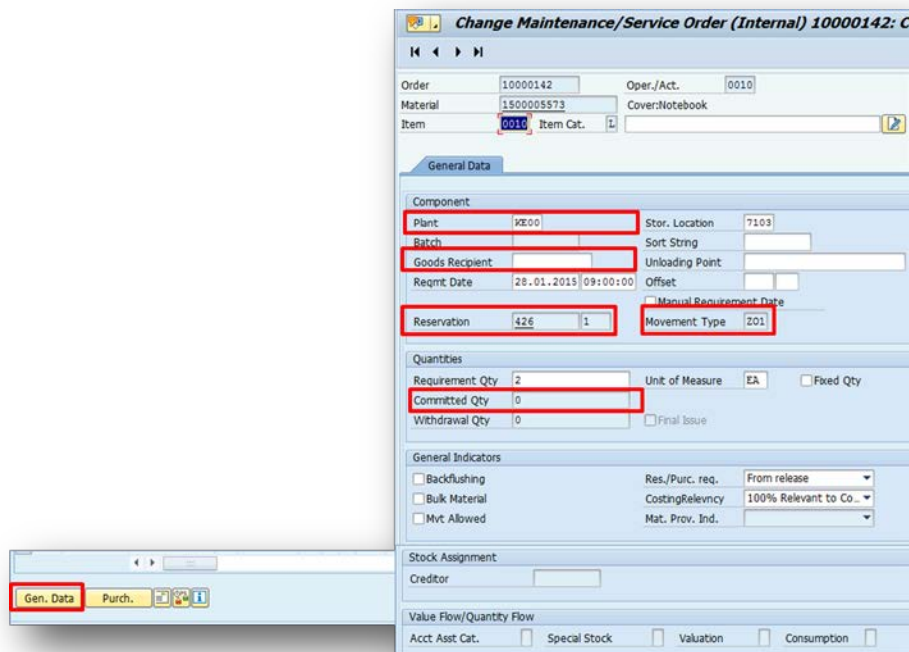 Change Maintenance/Service Order (Internal) 10000142: C
Order 10000142 Oper./Act. 0010
Material 1500005573 Cover:Notebook
Item 0010 Item Cat. L
General Data
Component
Plant KE00 Stor. Location 7103
Batch Sort String
Goods Recipient Unloading Point
Reqmt Date 28.01.2015 09:00:00 Offset
Manual Requirement Date
Reservation 426 1 Movement Type Z01
Quantities
Requirement Qty 2 Unit of Measure EA Fixed Qty
Committed Qty 0
Withdrawal Qty 0 Final Issue
General Indicators
Backflushing Res./Purc. req. From release
Bulk Material CostingRelevncy 100% Relevant to Co..
Mvt Allowed Mat. Prov. Ind.
Stock Assignment
Creditor
Gen. Data Purch.
Value Flow/Quantity Flow
Acct Asst Cat. Special Stock Valuation Consumption